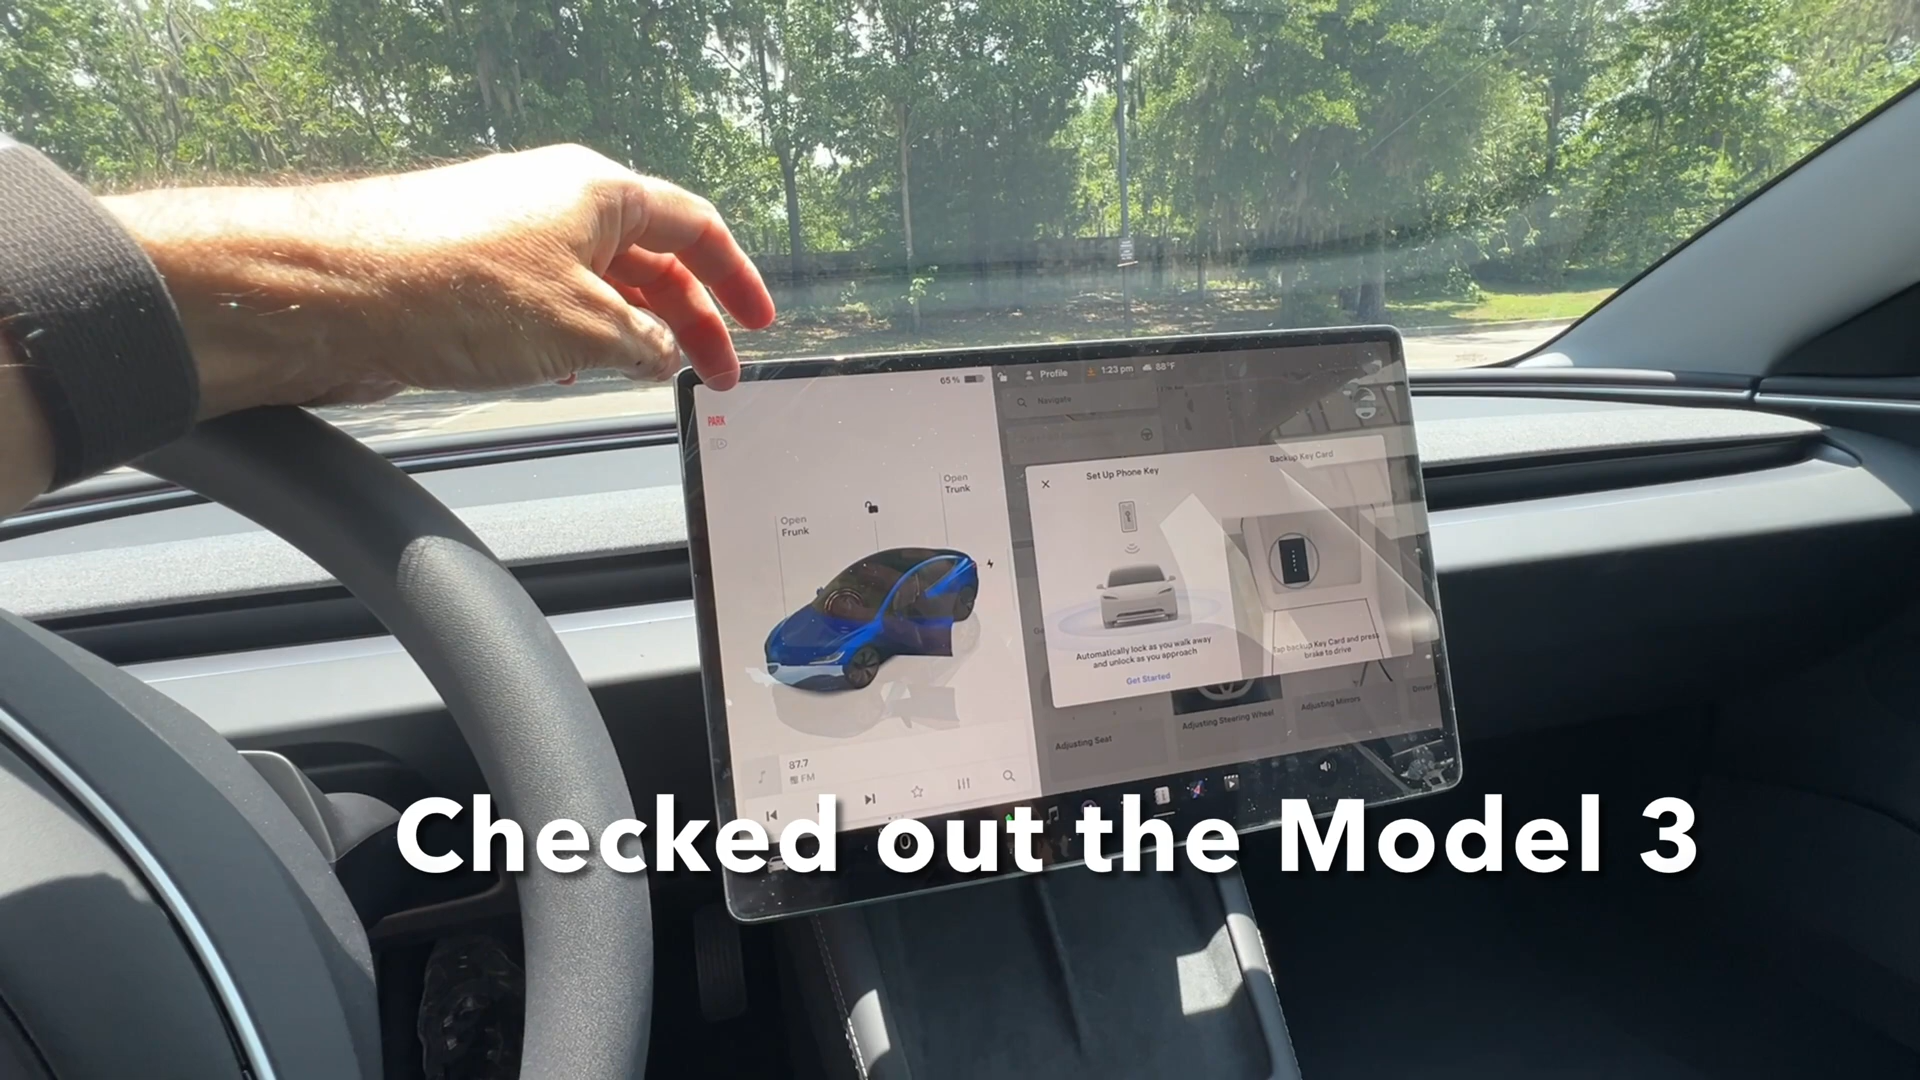 65%
Profile
1:23 pm
88°F
PARK
Navigate
Open
Trunk
Open
Frunk
Set Up Phone Key
Backup Key Card
Automatically lock as you walk away
and unlock as you approach
Get Started
Tap backup Key Card and press
brake to drive
Adjusting Seat
Adjusting Steering Wheel
Adjusting Mirrors
Driver
87.7
FM
Checked out the Model 3